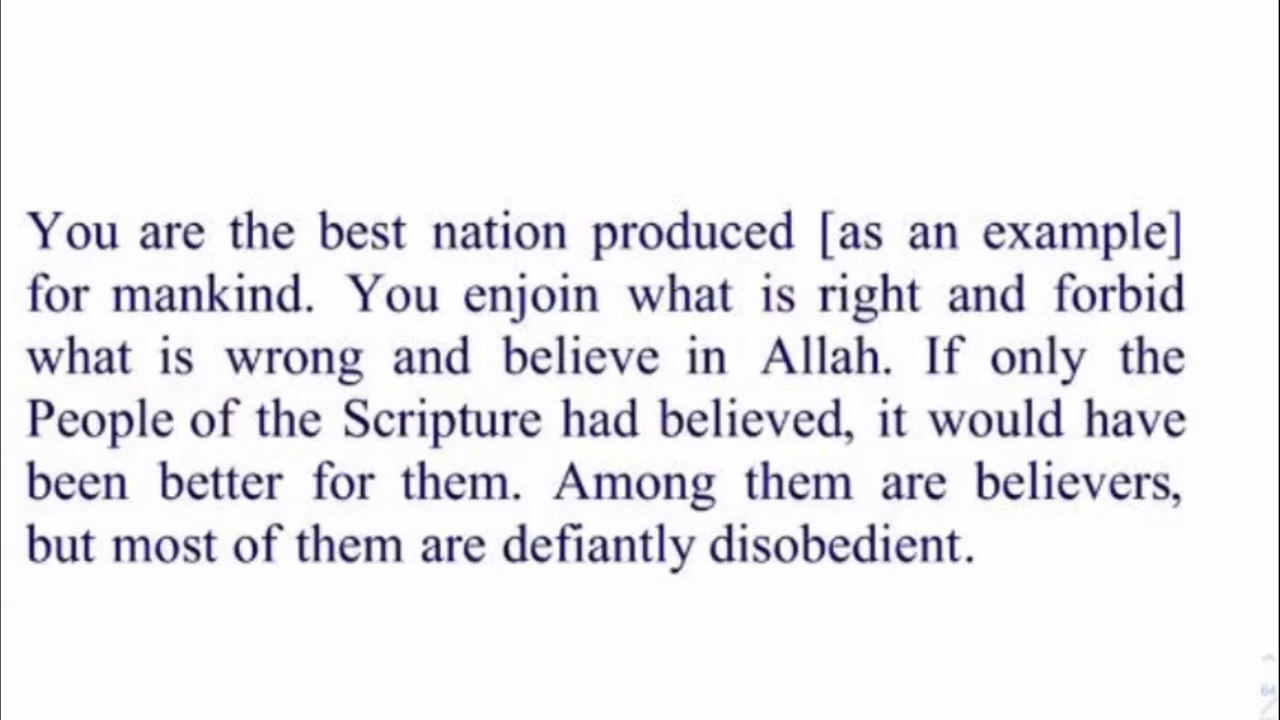 You are the best nation produced [as an example]
for mankind. You enjoin what is right and forbid
what is wrong and believe in Allah. If only the
People of the Scripture had believed, it would have
been better for them. Among them are believers,
but most of them are defiantly disobedient.